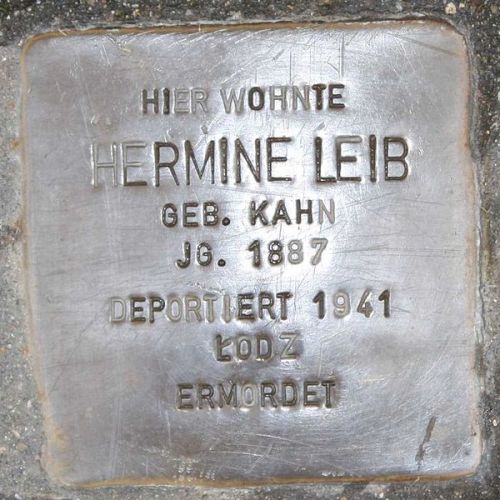 HIER WOHNTE
HERMINE LEIB
GEB. KAHN
JG. 1887
DEPORTIERT 1941
ŁODZ
ERMORDET